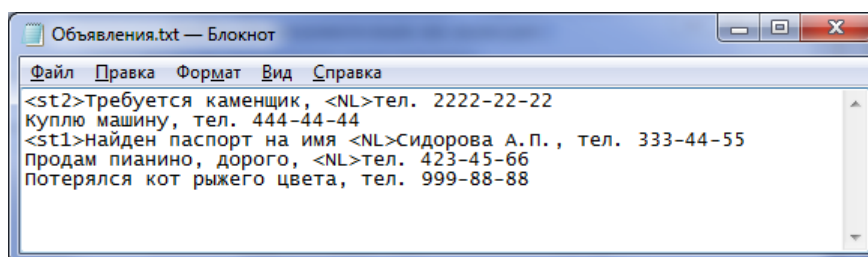 Объявления.txt — Блокнот
Файл Правка Формат Вид Справка
<st2>Требуется каменщик, <NL>тел. 2222-22-22
Куплю машину, тел. 444-44-44
<st1>Найден паспорт на имя <NL>Сидорова А.П., тел. 333-44-55
Продам пианино, дорого, <NL>тел. 423-45-66
Потерялся кот рыжего цвета, тел. 999-88-88